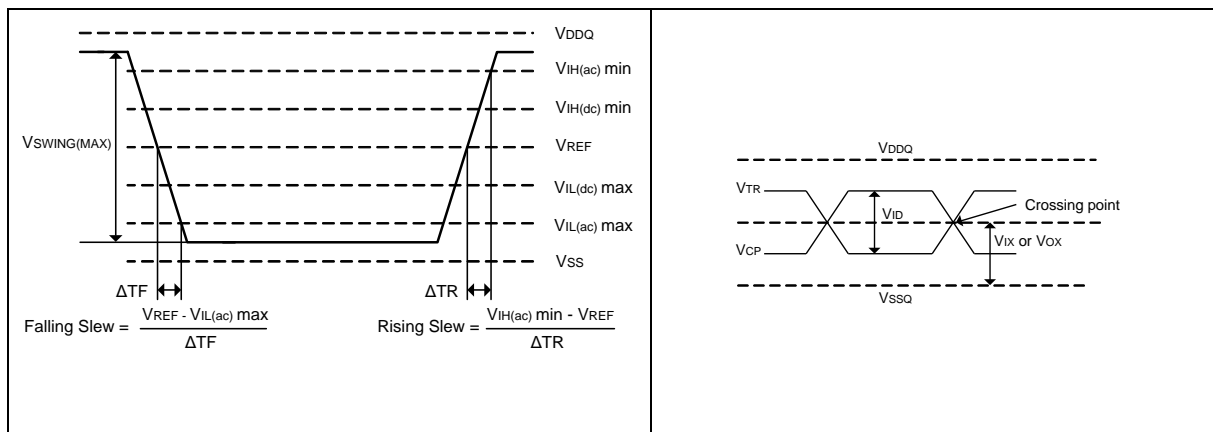 VDDQ
VIH(ac) min
VIH(dc) min
VSWING(MAX)
VREF
VIL(dc) max
VIL(ac) max
VSS
ΔTF
ΔTR
Falling Slew = VREF - VIL(ac) max
ΔTF
Rising Slew = VIH(ac) min - VREF
ΔTR
VDDQ
VTR
VID
Crossing point
VIX or VOX
VCP
VSSQ